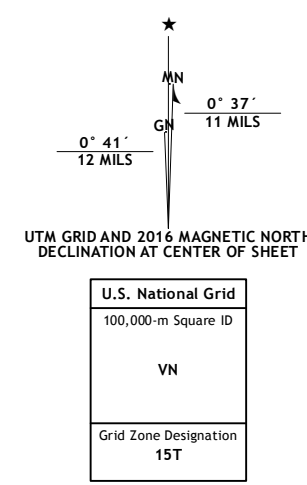 ★
MN
GN
0° 37´
11 MILS
0° 41´
12 MILS
UTM GRID AND 2016 MAGNETIC NORTH
DECLINATION AT CENTER OF SHEET
U.S. National Grid
100,000-m Square ID
VN
Grid Zone Designation
15T